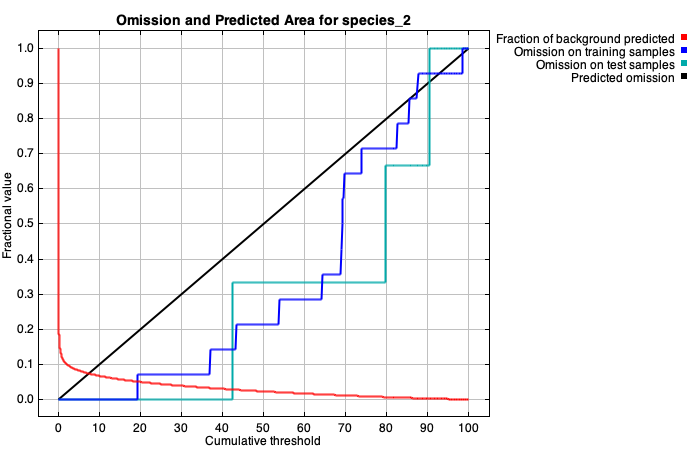 Omission and Predicted Area for species_2
Fraction of background predicted
Omission on training samples
Omission on test samples
Predicted omission
1.0
0.9
0.8
0.7
0.6
0.5
0.4
0.3
0.2
0.1
0.0
Fractional value
0 10 20 30 40 50 60 70 80 90 100
Cumulative threshold